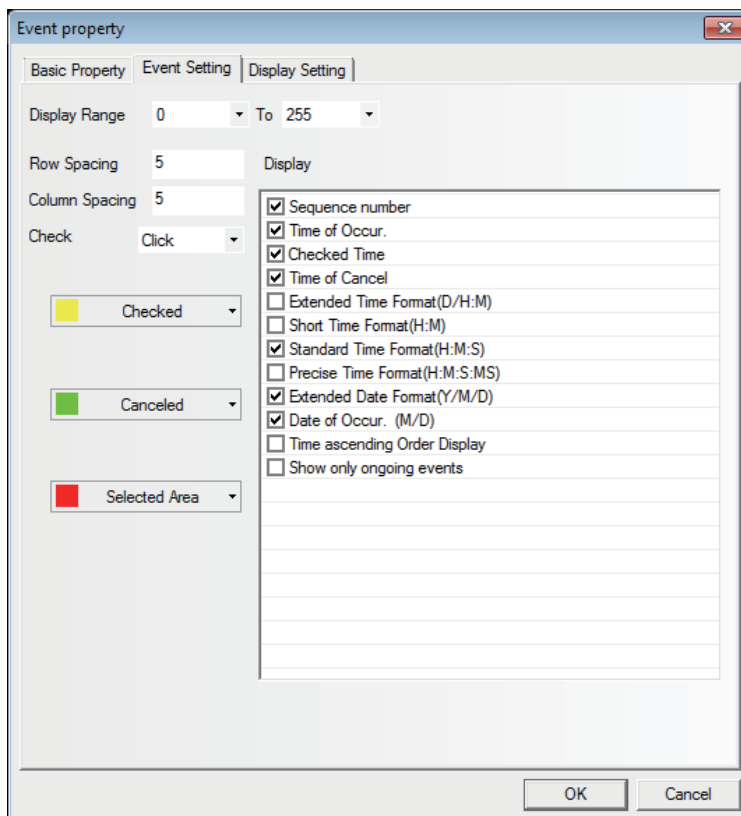 Event property
Basic Property Event Setting Display Setting
Display Range 0 To 255
Row Spacing 5 Display
Column Spacing 5
Check Click
Sequence number
Time of Occur.
Checked Time
Time of Cancel
Extended Time Format(D/H:M)
Checked
Short Time Format(H:M)
Standard Time Format(H:M:S)
Precise Time Format(H:M:S:MS)
Extended Date Format(Y/M/D)
Canceled
Date of Occur. (M/D)
Time ascending Order Display
Show only ongoing events
Selected Area
OK Cancel